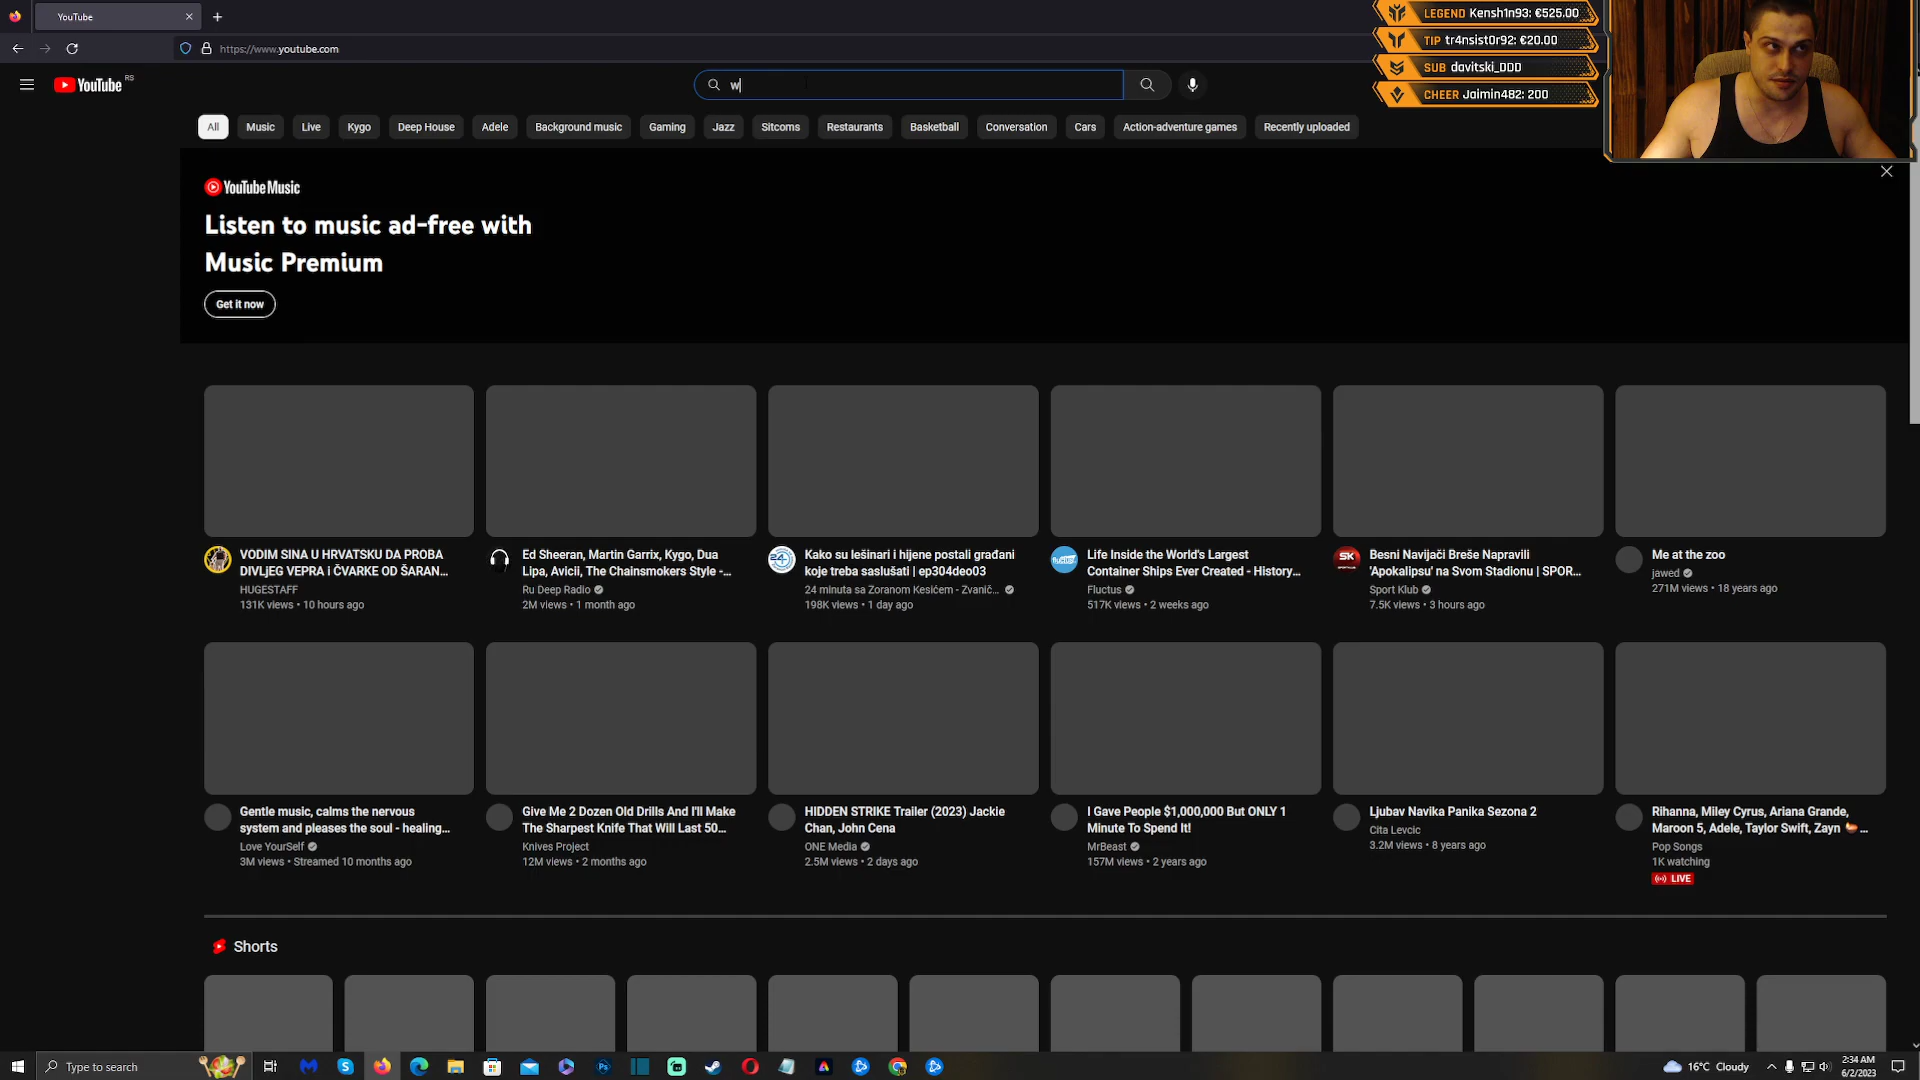 YouTube
https://www.youtube.com
LEGEND Kensh1n93: €525.00
TIP tr4nsist0r92: €20.00
SUB davitski_DDD
CHEER Jaimin482: 200
YouTube RS
w
All
Music
Live
Kygo
Deep House
Adele
Background music
Gaming
Jazz
Sitcoms
Restaurants
Basketball
Conversation
Cars
Action-adventure games
Recently uploaded
YouTube Music
Listen to music ad-free with
Music Premium
Get it now
VODIM SINA U HRVATSKU DA PROBA
DIVLjEG VEPRA i ČVARKE OD ŠARAN...
HUGESTAFF
131K views • 10 hours ago
Ed Sheeran, Martin Garrix, Kygo, Dua
Lipa, Avicii, The Chainsmokers Style -...
Ru Deep Radio
2M views • 1 month ago
Kako su lešinari i hijene postali građani
koje treba saslušati | ep304deo03
24 minuta sa Zoranom Kesićem - Zvanič...
198K views • 1 day ago
Life Inside the World's Largest
Container Ships Ever Created - History...
Fluctus
517K views • 2 weeks ago
SK
Besni Navijači Breše Napravili
'Apokalipsu' na Svom Stadionu | SPOR...
Sport Klub
7.5K views • 3 hours ago
Me at the zoo
jawed
271M views • 18 years ago
Gentle music, calms the nervous
system and pleases the soul - healing...
Love YourSelf
3M views • Streamed 10 months ago
Give Me 2 Dozen Old Drills And I'll Make
The Sharpest Knife That Will Last 50...
Knives Project
12M views • 2 months ago
HIDDEN STRIKE Trailer (2023) Jackie
Chan, John Cena
ONE Media
2.5M views • 2 days ago
I Gave People $1,000,000 But ONLY 1
Minute To Spend It!
MrBeast
157M views • 2 years ago
Ljubav Navika Panika Sezona 2
Cita Levcic
3.2M views • 8 years ago
Rihanna, Miley Cyrus, Ariana Grande,
Maroon 5, Adele, Taylor Swift, Zayn ...
Pop Songs
1K watching
LIVE
Shorts
Type to search
Ps
16°C Cloudy
2:34 AM
6/2/2023